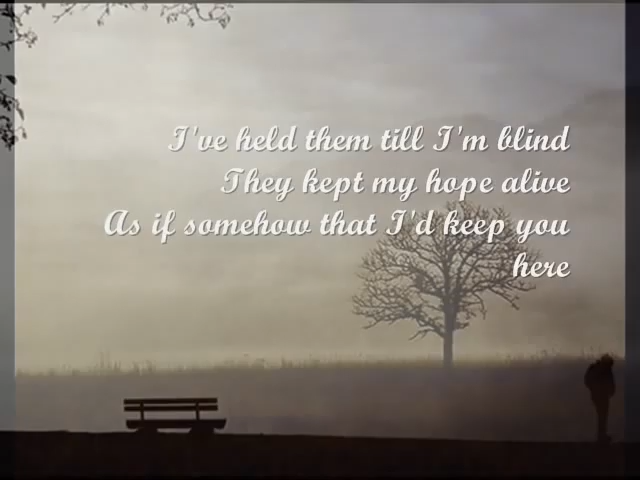 I've held them till I'm blind
They kept my hope alive
As if somehow that I'd keep you
here